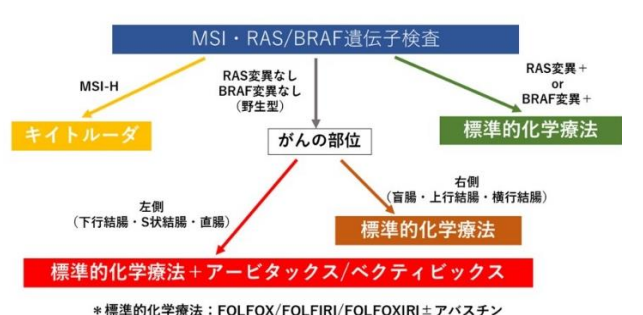 MSI・RAS/BRAF遺伝子検査
MSI-H
RAS変異なし
BRAF変異なし
（野生型）
RAS変異＋
or
BRAF変異＋
キイトルーダ
がんの部位
標準的化学療法
左側
（下行結腸・S状結腸・直腸）
右側
（盲腸・上行結腸・横行結腸）
標準的化学療法
標準的化学療法＋アービタックス/ベクティビックス
＊標準的化学療法：FOLFOX/FOLFIRI/FOLFOXIRI±アバスチン